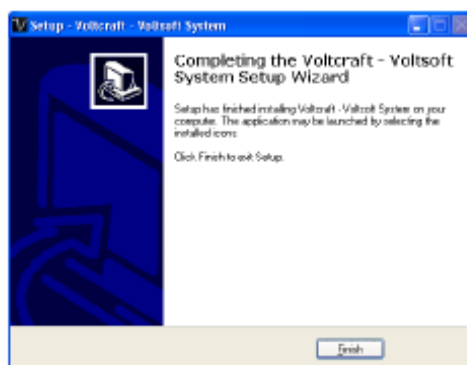 Setup - Voltcraft - Voltsoft System
Completing the Voltcraft - Voltsoft
System Setup Wizard
Setup has finished installing Voltcraft - Voltsoft System on your
computer. The application may be launched by selecting the
installed icons.
Click Finish to exit Setup.
Finish